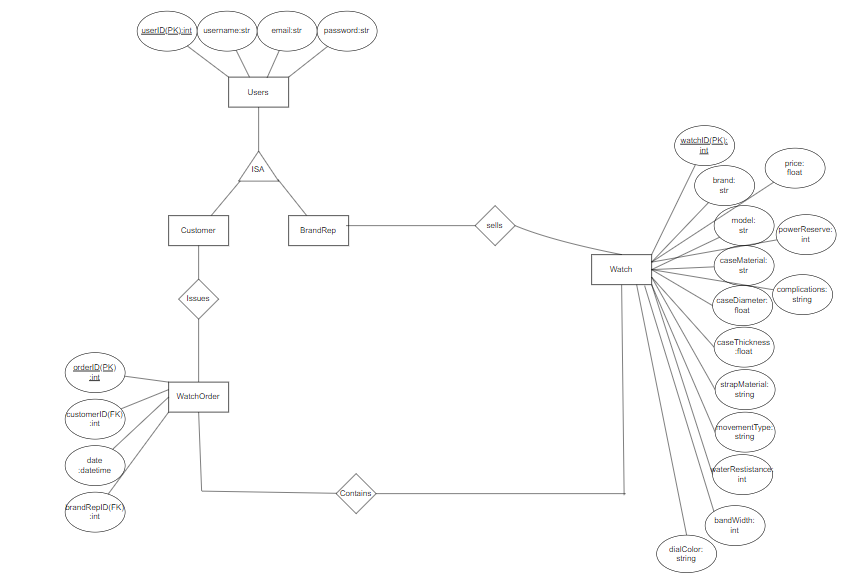 userID(PK):int
username:str
email:str
password:str
Users
ISA
Customer
BrandRep
sells
Watch
watchID(PK):
int
price:
float
brand:
str
model:
str
powerReserve:
int
caseMaterial:
str
complications:
string
caseDiameter:
float
caseThickness
:float
strapMaterial:
string
movementType:
string
waterRestistance:
int
bandWidth:
int
dialColor:
string
Issues
orderID(PK)
:int
WatchOrder
customerID(FK)
:int
date
:datetime
brandRepID(FK)
:int
Contains